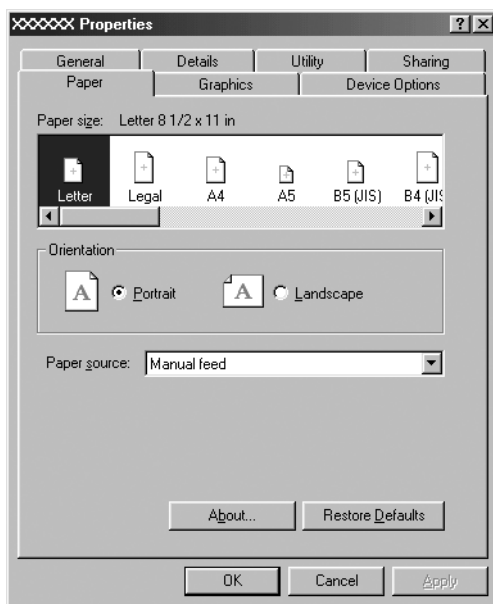 XXXXXX Properties
General Details Utility Sharing
Paper Graphics Device Options
Paper size: Letter 8 1/2 x 11 in
Letter Legal A4 A5 B5 (JIS) B4 (JIS
Orientation
A Portrait A Landscape
Paper source: Manual feed
About... Restore Defaults
OK Cancel Apply